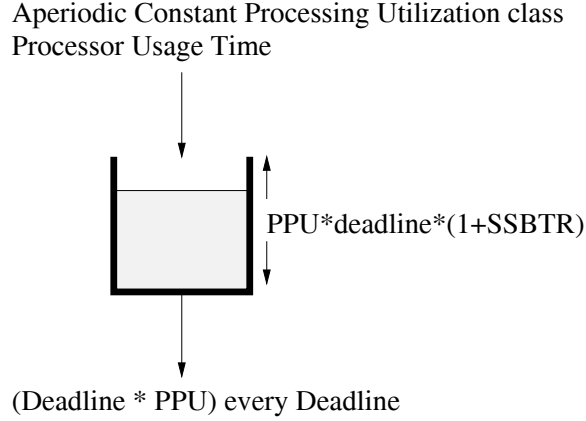 Aperiodic Constant Processing Utilization class
Processor Usage Time
PPU*deadline*(1+SSBTR)
(Deadline * PPU) every Deadline